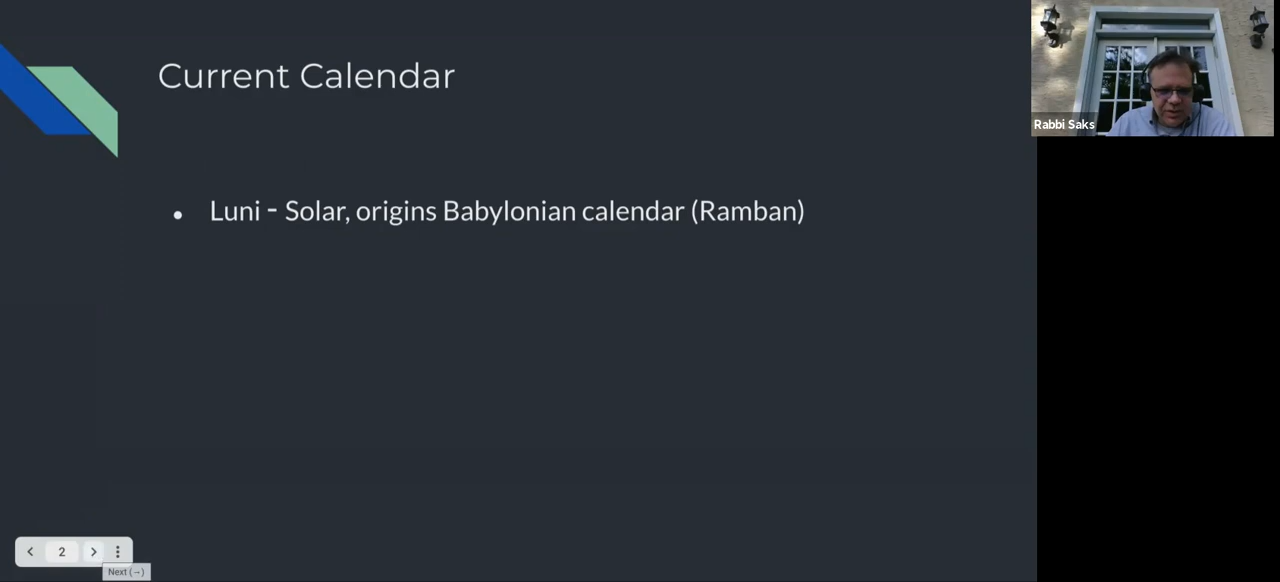 Current Calendar
● Luni - Solar, origins Babylonian calendar (Ramban)
Rabbi Saks
2
Next (→)